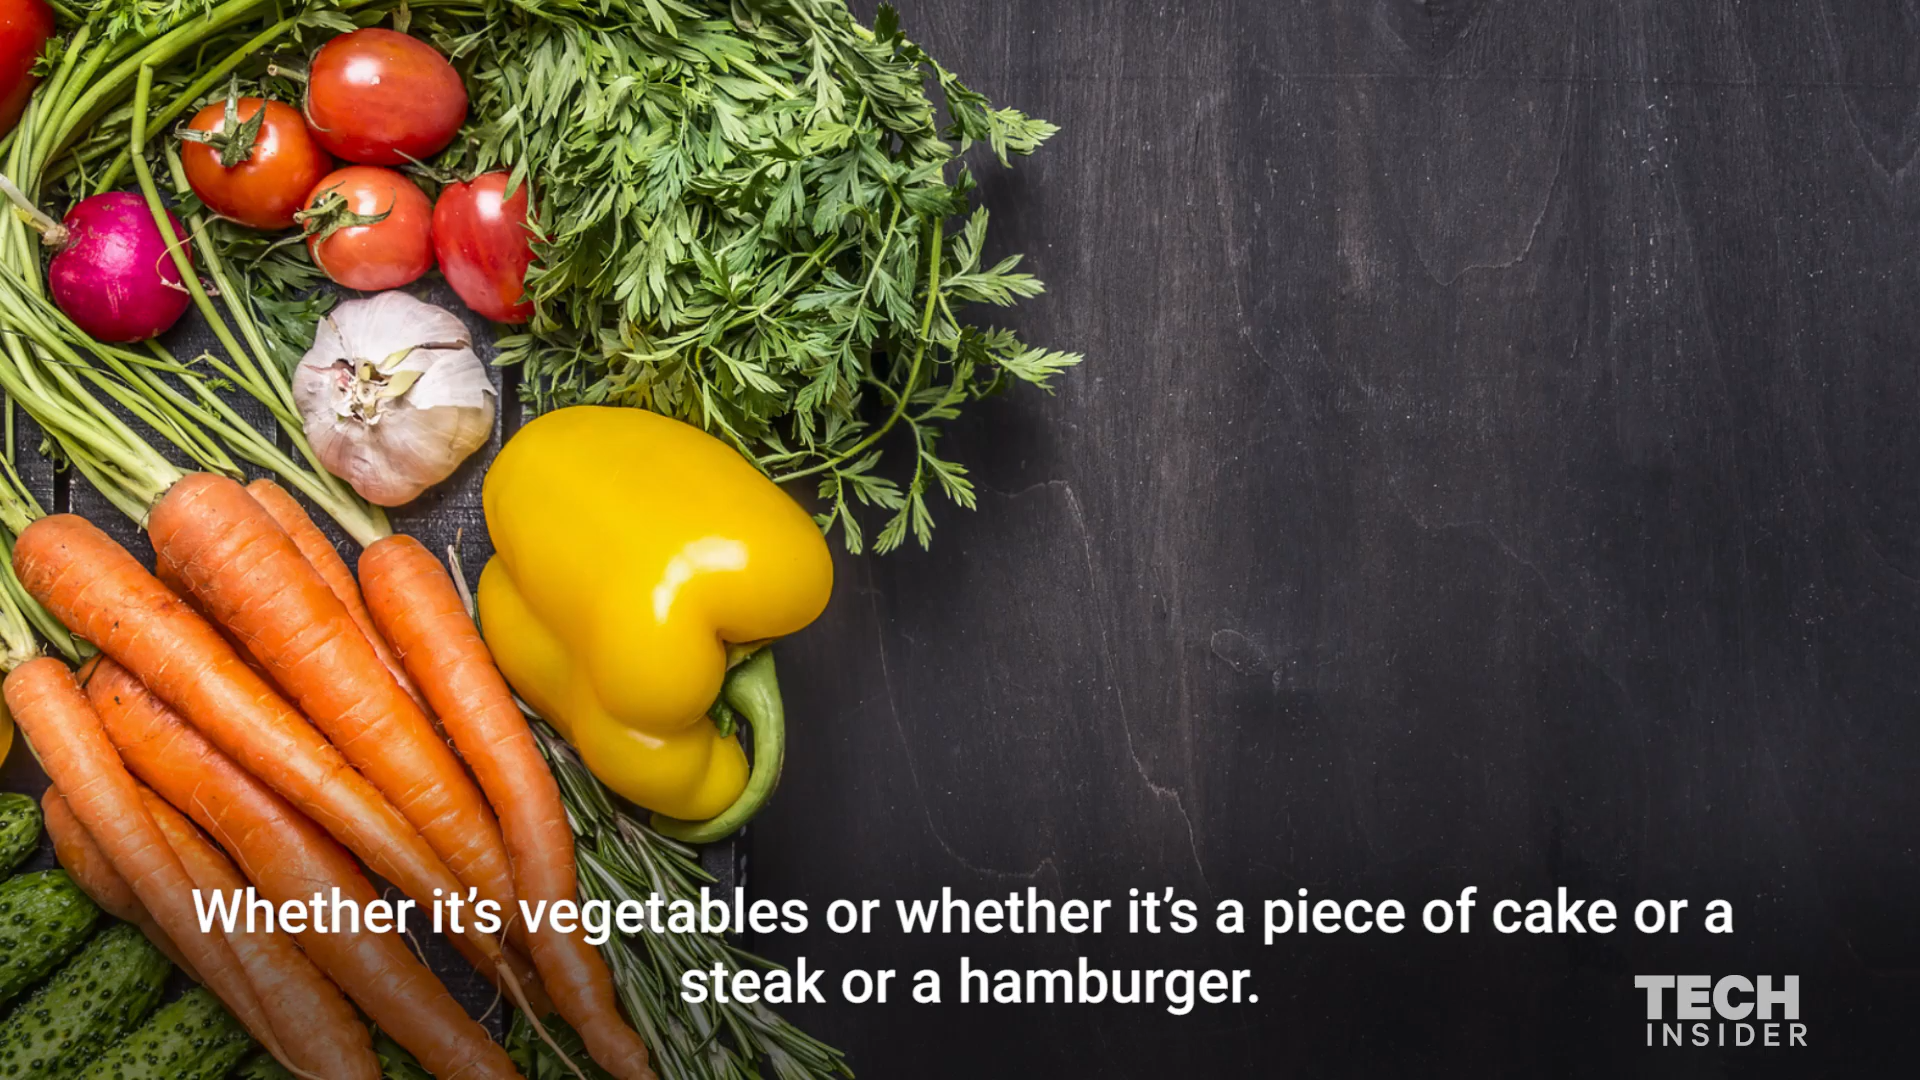 Whether it’s vegetables or whether it’s a piece of cake or a
steak or a hamburger.
TECH
INSIDER